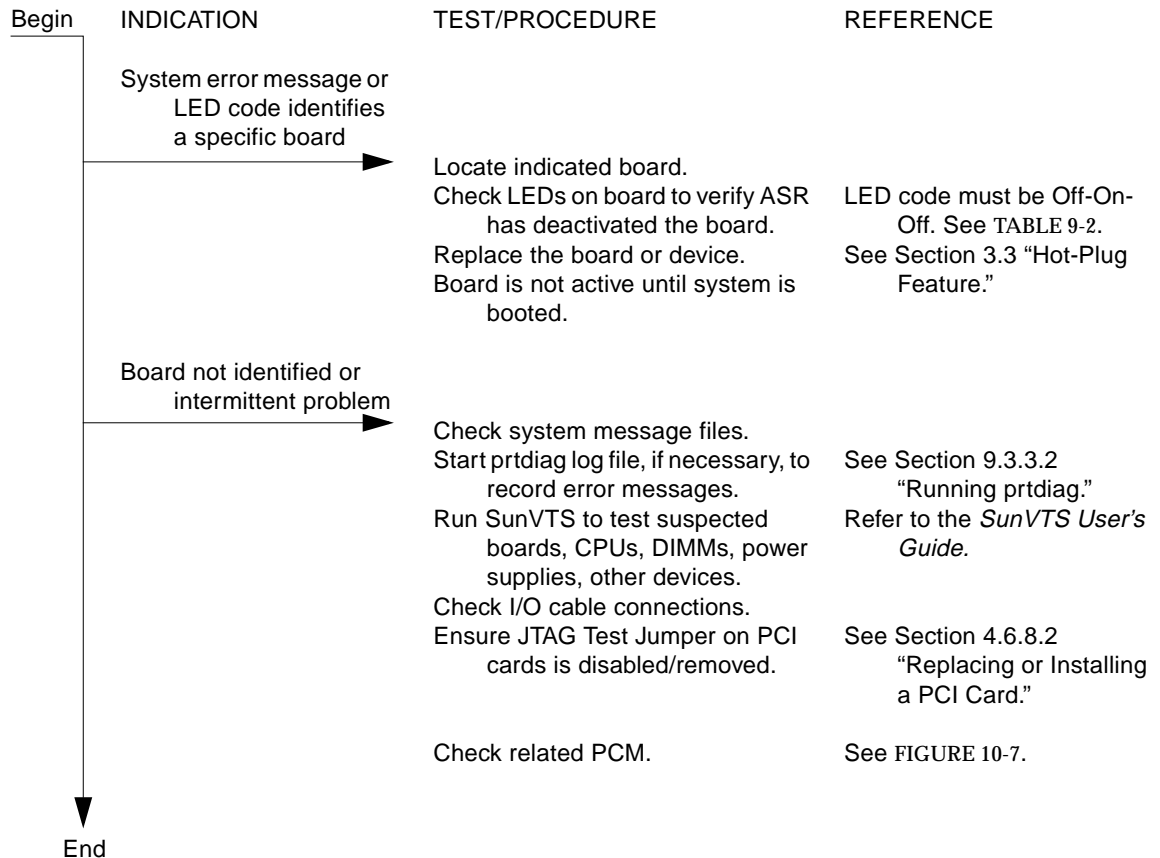 Begin INDICATION TEST/PROCEDURE REFERENCE
System error message or
LED code identifies
a specific board
Locate indicated board.
Check LEDs on board to verify ASR
has deactivated the board.
LED code must be Off-On-
Off. See TABLE 9-2.
Replace the board or device.
See Section 3.3 “Hot-Plug
Feature.”
Board is not active until system is
booted.
Board not identified or
intermittent problem
Check system message files.
Start prtdiag log file, if necessary, to
record error messages.
See Section 9.3.3.2
“Running prtdiag.”
Run SunVTS to test suspected
boards, CPUs, DIMMs, power
supplies, other devices.
Refer to the SunVTS User's
Guide.
Check I/O cable connections.
Ensure JTAG Test Jumper on PCI
cards is disabled/removed.
See Section 4.6.8.2
“Replacing or Installing
a PCI Card.”
Check related PCM.
See FIGURE 10-7.
End